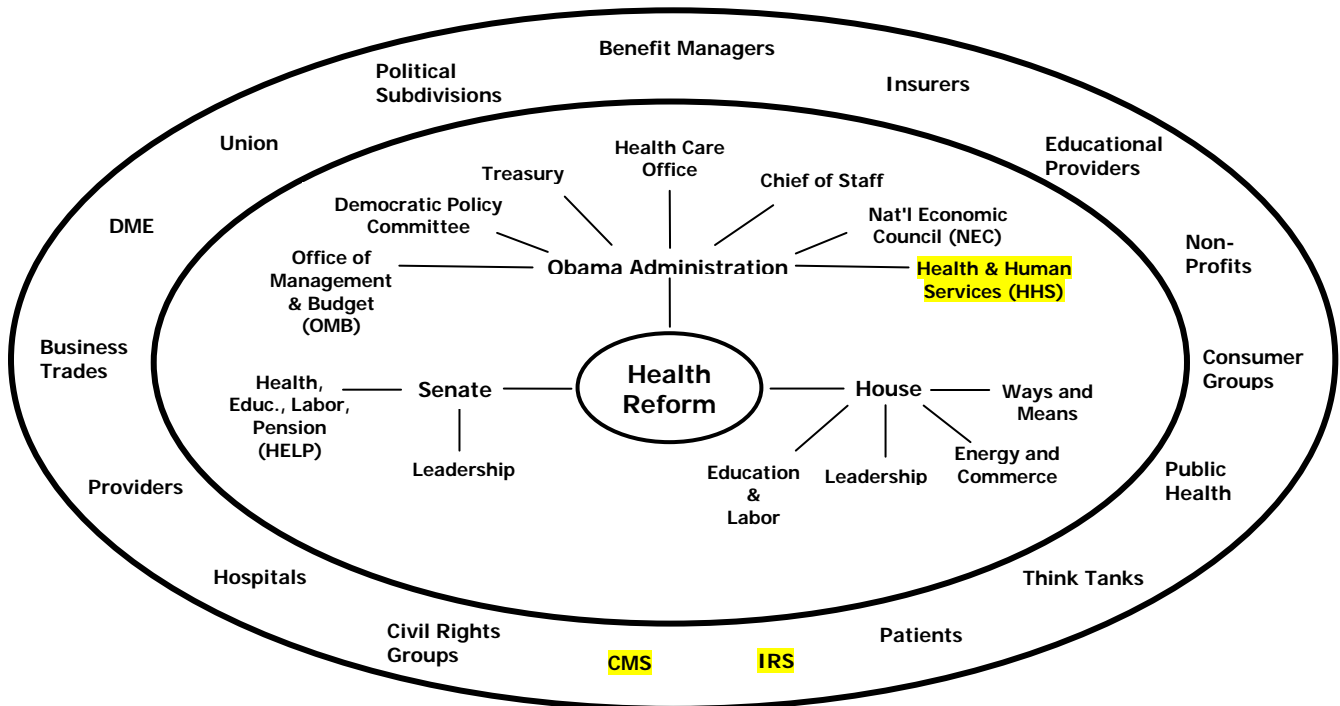 Benefit Managers
Political
Subdivisions
Insurers
Union
Educational
Providers
Health Care
Office
Treasury
Chief of Staff
Democratic Policy
Committee
Nat'l Economic
Council (NEC)
DME
Non-
Profits
Office of
Management
& Budget
(OMB)
Obama Administration
Health & Human
Services (HHS)
Business
Trades
Consumer
Groups
Health
Reform
Health,
Educ., Labor,
Pension
(HELP)
Senate
House
Ways and
Means
Leadership
Education
&
Labor
Leadership
Energy and
Commerce
Providers
Public
Health
Hospitals
Think Tanks
Civil Rights
Groups
CMS
IRS
Patients